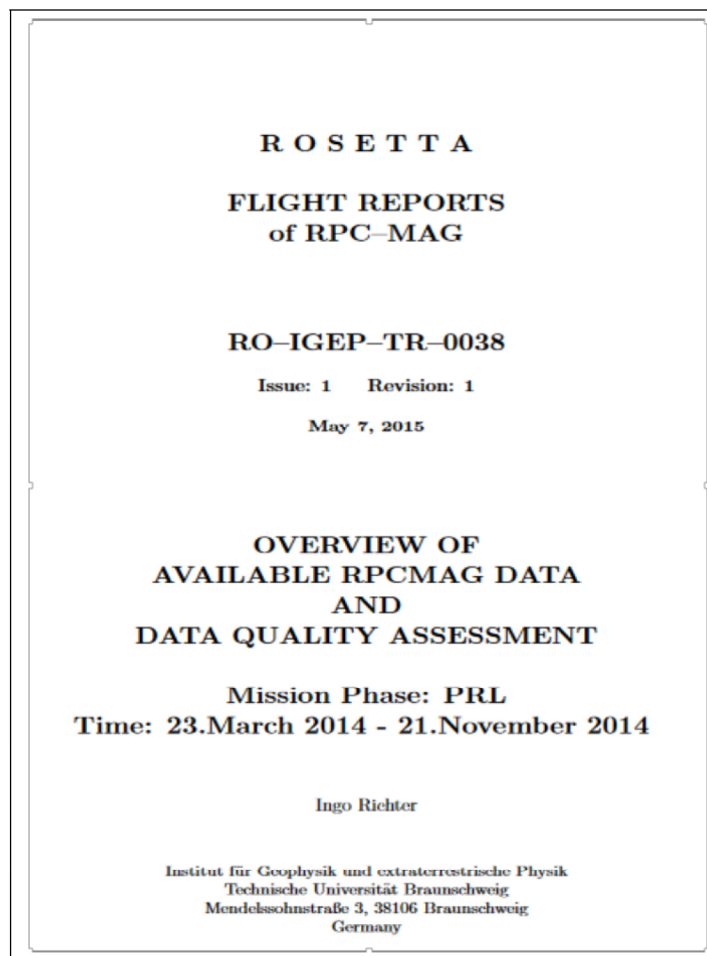 R O S E T T A
FLIGHT REPORTS
of RPC–MAG
RO–IGEP–TR–0038
Issue: 1 Revision: 1
May 7, 2015
OVERVIEW OF
AVAILABLE RPCMAG DATA
AND
DATA QUALITY ASSESSMENT
Mission Phase: PRL
Time: 23.March 2014 - 21.November 2014
Ingo Richter
Institut für Geophysik und extraterrestrische Physik
Technische Universität Braunschweig
Mendelssohnstraße 3, 38106 Braunschweig
Germany